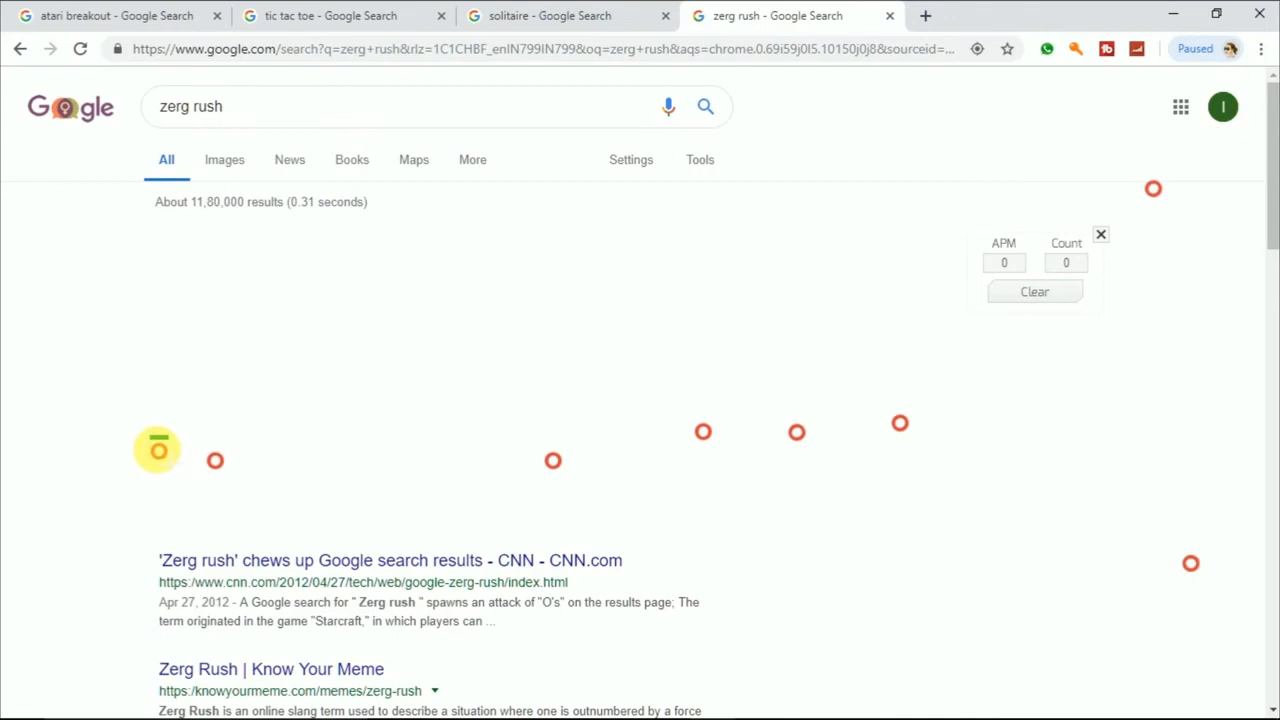 atari breakout - Google Search
tic tac toe - Google Search
solitaire - Google Search
zerg rush - Google Search
https://www.google.com/search?q=zerg+rush&rlz=1C1CHBF_enIN799IN799&oq=zerg+rush&aqs=chrome.0.69i59j0l5.10150j0j8&sourceid=...
Paused
Google
zerg rush
I
All Images News Books Maps More Settings Tools
About 11,80,000 results (0.31 seconds)
APM Count
0 0
Clear
'Zerg rush' chews up Google search results - CNN - CNN.com
https:/www.cnn.com/2012/04/27/tech/web/google-zerg-rush/index.html
Apr 27, 2012 - A Google search for " Zerg rush " spawns an attack of "O's" on the results page; The
term originated in the game "Starcraft," in which players can ...
Zerg Rush | Know Your Meme
https:/knowyourmeme.com/memes/zerg-rush
Zerg Rush is an online slang term used to describe a situation where one is outnumbered by a force